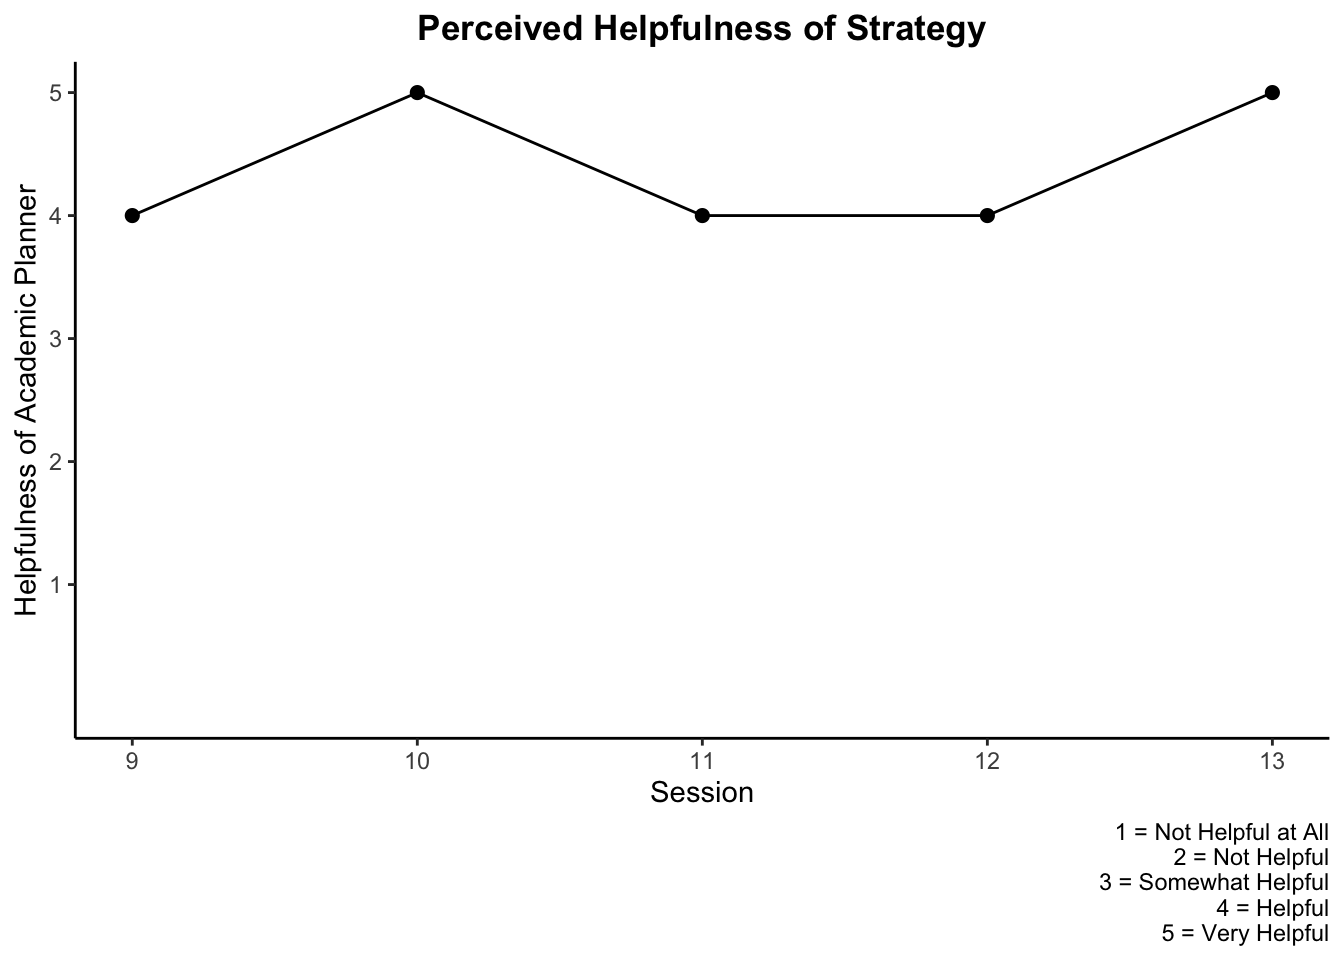 Perceived Helpfulness of Strategy
Helpfulness of Academic Planner
5
4
3
2
1
9 10 11 12 13
Session
1 = Not Helpful at All
2 = Not Helpful
3 = Somewhat Helpful
4 = Helpful
5 = Very Helpful